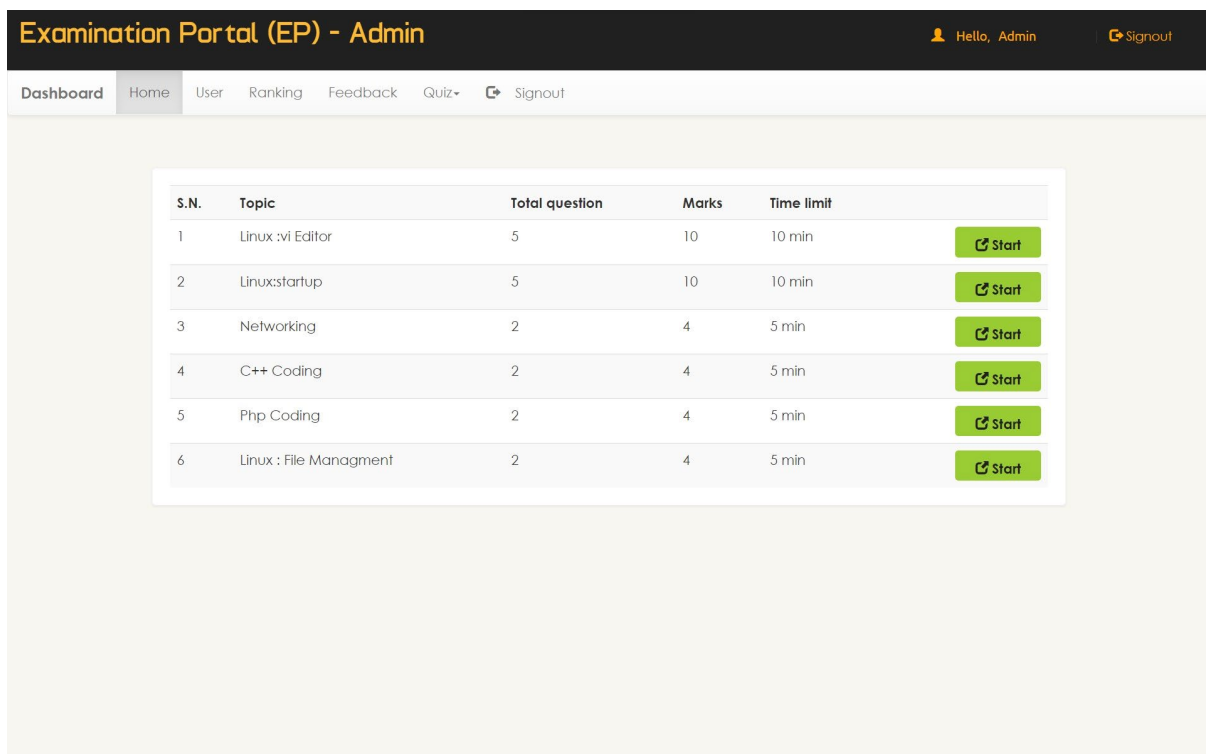 Examination Portal (EP) - Admin Hello, Admin | Signout
Dashboard Home User Ranking Feedback Quiz Signout
S.N. Topic Total question Marks Time limit
1 Linux :vi Editor 5 10 10 min Start
2 Linux:startup 5 10 10 min Start
3 Networking 2 4 5 min Start
4 C++ Coding 2 4 5 min Start
5 Php Coding 2 4 5 min Start
6 Linux : File Managment 2 4 5 min Start